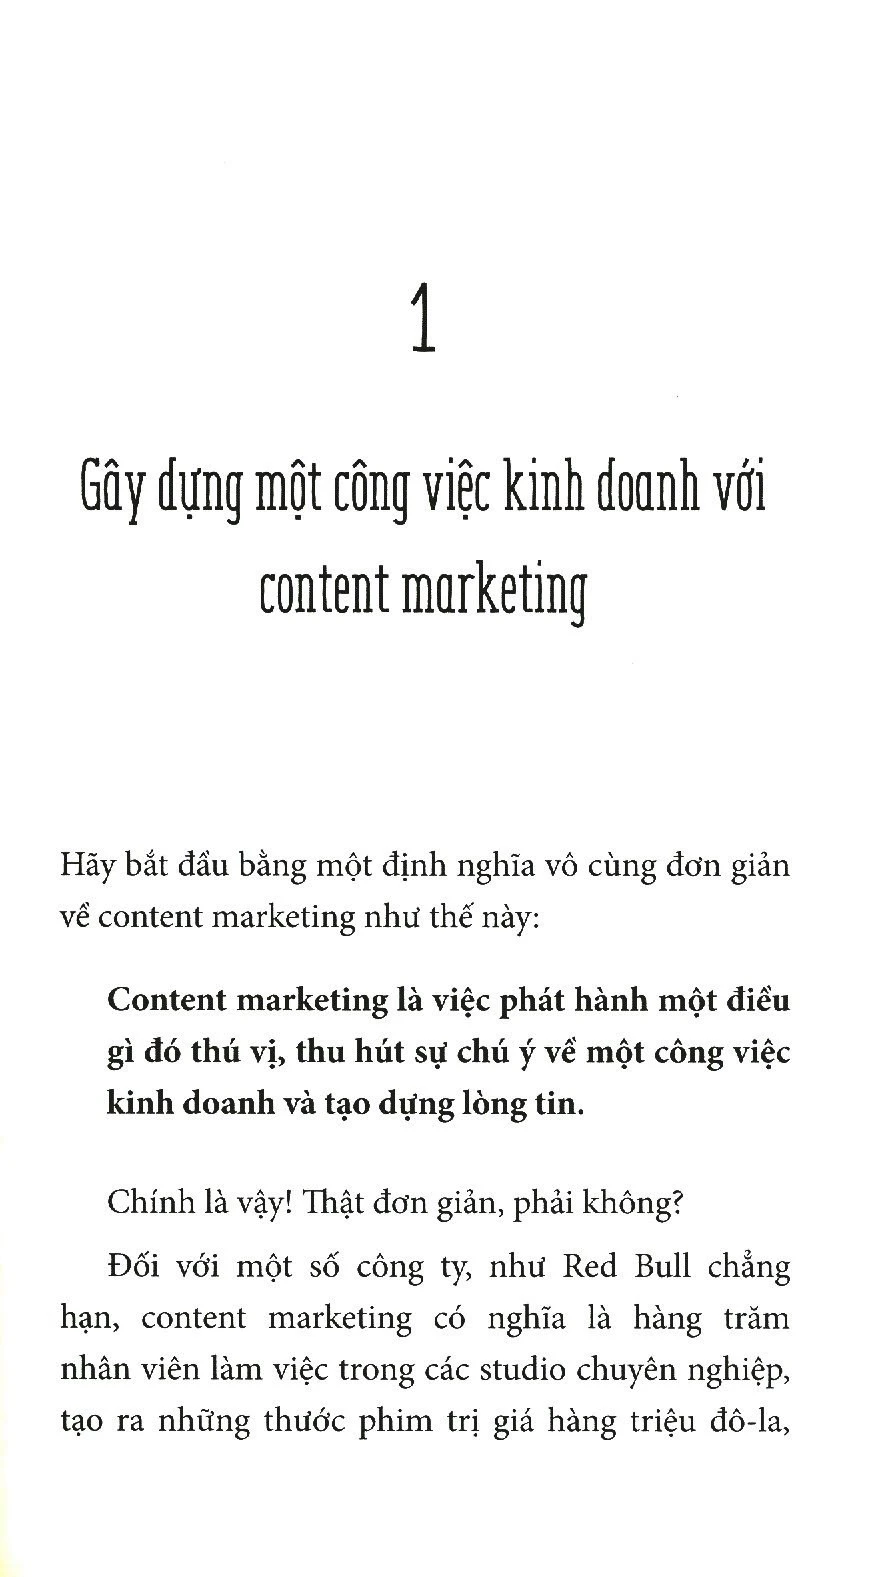 1
Gây dựng một công việc kinh doanh với
content marketing
Hãy bắt đầu bằng một định nghĩa vô cùng đơn giản
về content marketing như thế này:
Content marketing là việc phát hành một điều
gì đó thú vị, thu hút sự chú ý về một công việc
kinh doanh và tạo dựng lòng tin.
Chính là vậy! Thật đơn giản, phải không?
Đối với một số công ty, như Red Bull chẳng
hạn, content marketing có nghĩa là hàng trăm
nhân viên làm việc trong các studio chuyên nghiệp,
tạo ra những thước phim trị giá hàng triệu đô-la,